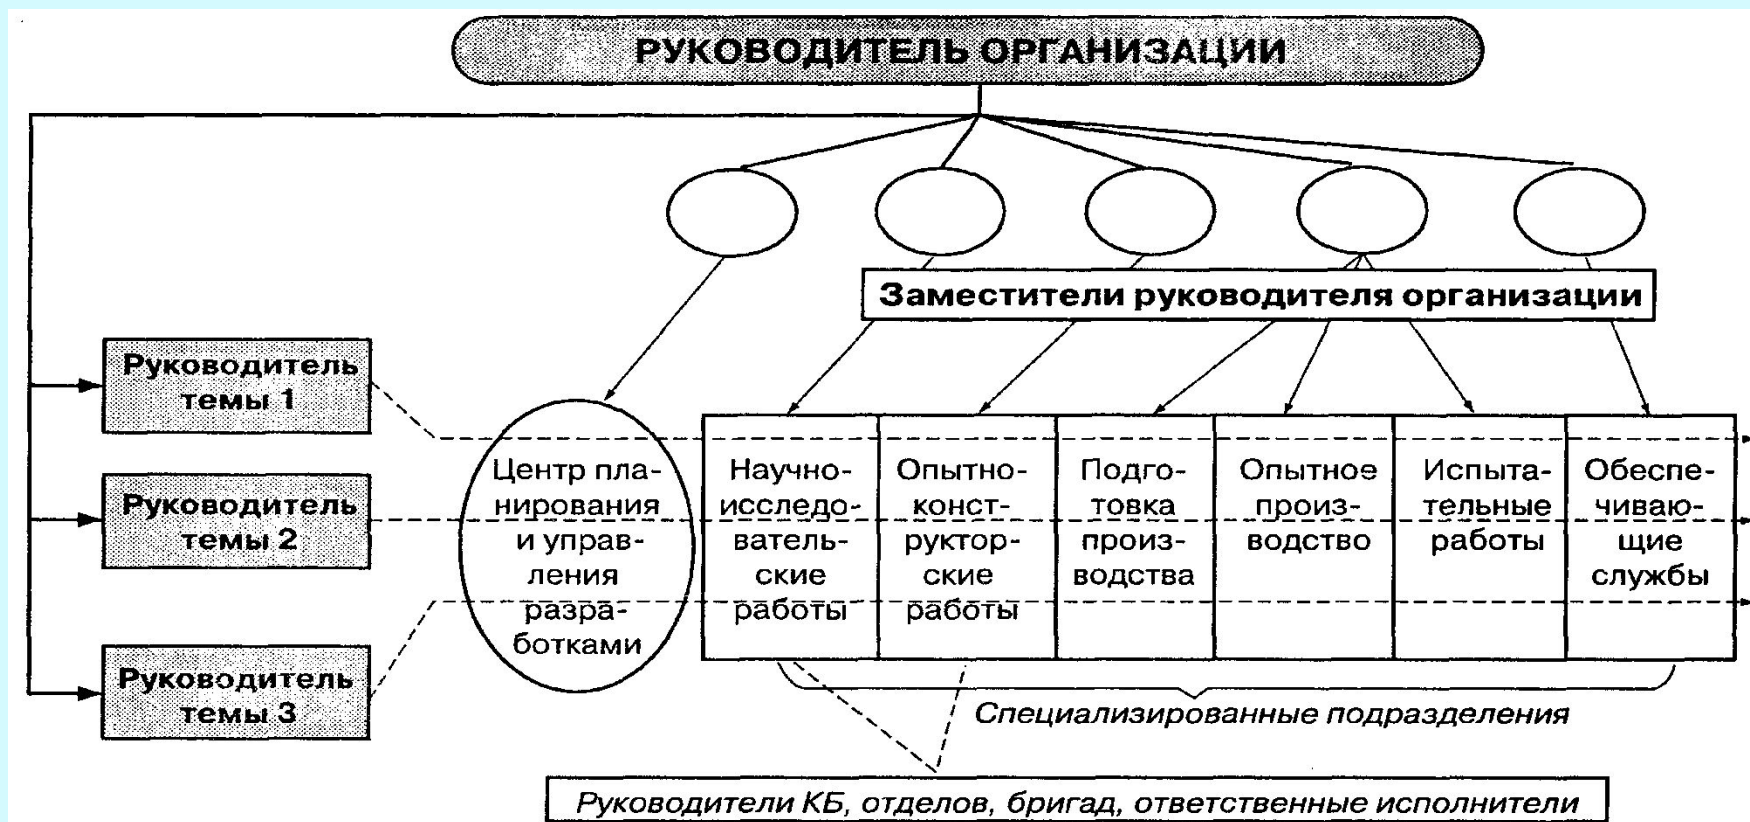 РУКОВОДИТЕЛЬ ОРГАНИЗАЦИИ
Заместители руководителя организации
Руководитель
темы 1
Руководитель
темы 2
Руководитель
темы 3
Центр пла-
нирования
и управ-
ления
разра-
ботками
Научно-
исследо-
ватель-
ские
работы
Опытно-
конст-
рукторс-
кие
работы
Подго-
товка
произ-
водства
Опытное
произ-
водство
Испыта-
тельные
работы
Обеспе-
чиваю-
щие
службы
Специализированные подразделения
Руководители КБ, отделов, бригад, ответственные исполнители